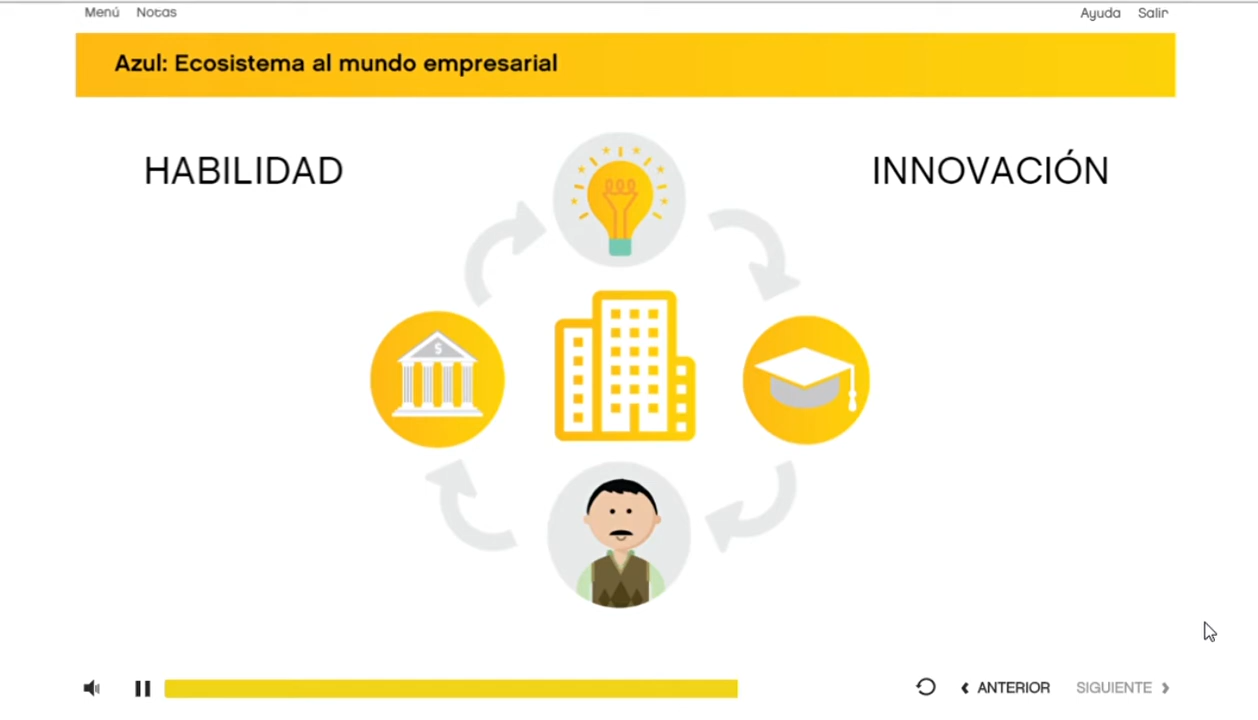 Menú Notas
Ayuda Salir
Azul: Ecosistema al mundo empresarial
HABILIDAD
INNOVACIÓN
$
ANTERIOR
SIGUIENTE